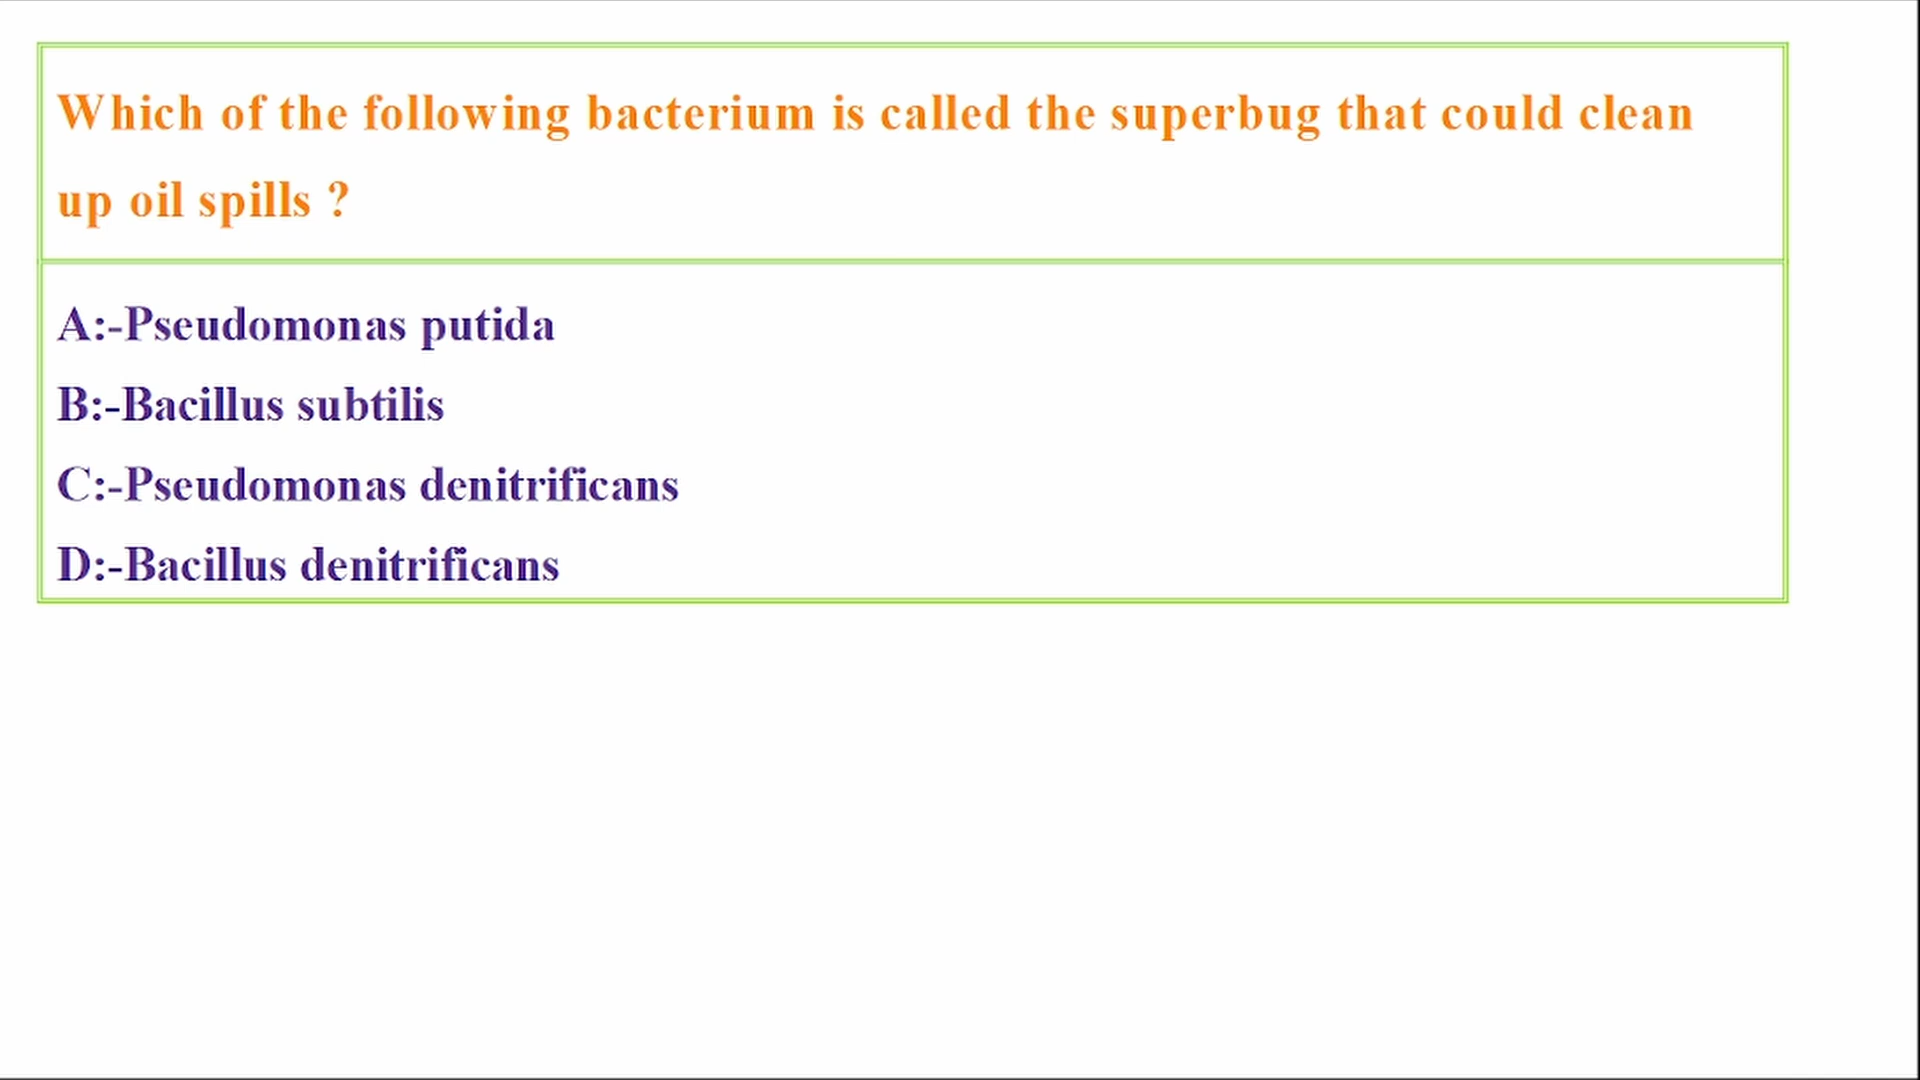 Which of the following bacterium is called the superbug that could clean
up oil spills ?
A:-Pseudomonas putida
B:-Bacillus subtilis
C:-Pseudomonas denitrificans
D:-Bacillus denitrificans